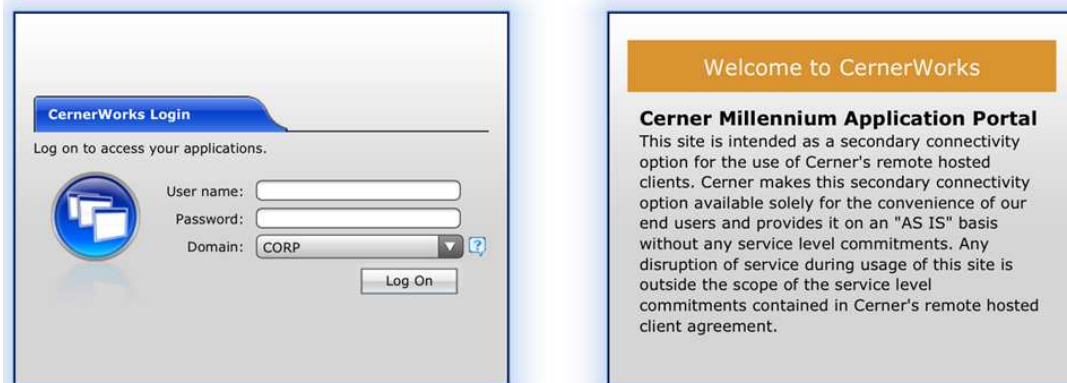 CernerWorks Login
Log on to access your applications.
User name:
Password:
Domain: CORP
?
Log On
Welcome to CernerWorks
Cerner Millennium Application Portal
This site is intended as a secondary connectivity
option for the use of Cerner's remote hosted
clients. Cerner makes this secondary connectivity
option available solely for the convenience of our
end users and provides it on an "AS IS" basis
without any service level commitments. Any
disruption of service during usage of this site is
outside the scope of the service level
commitments contained in Cerner's remote hosted
client agreement.